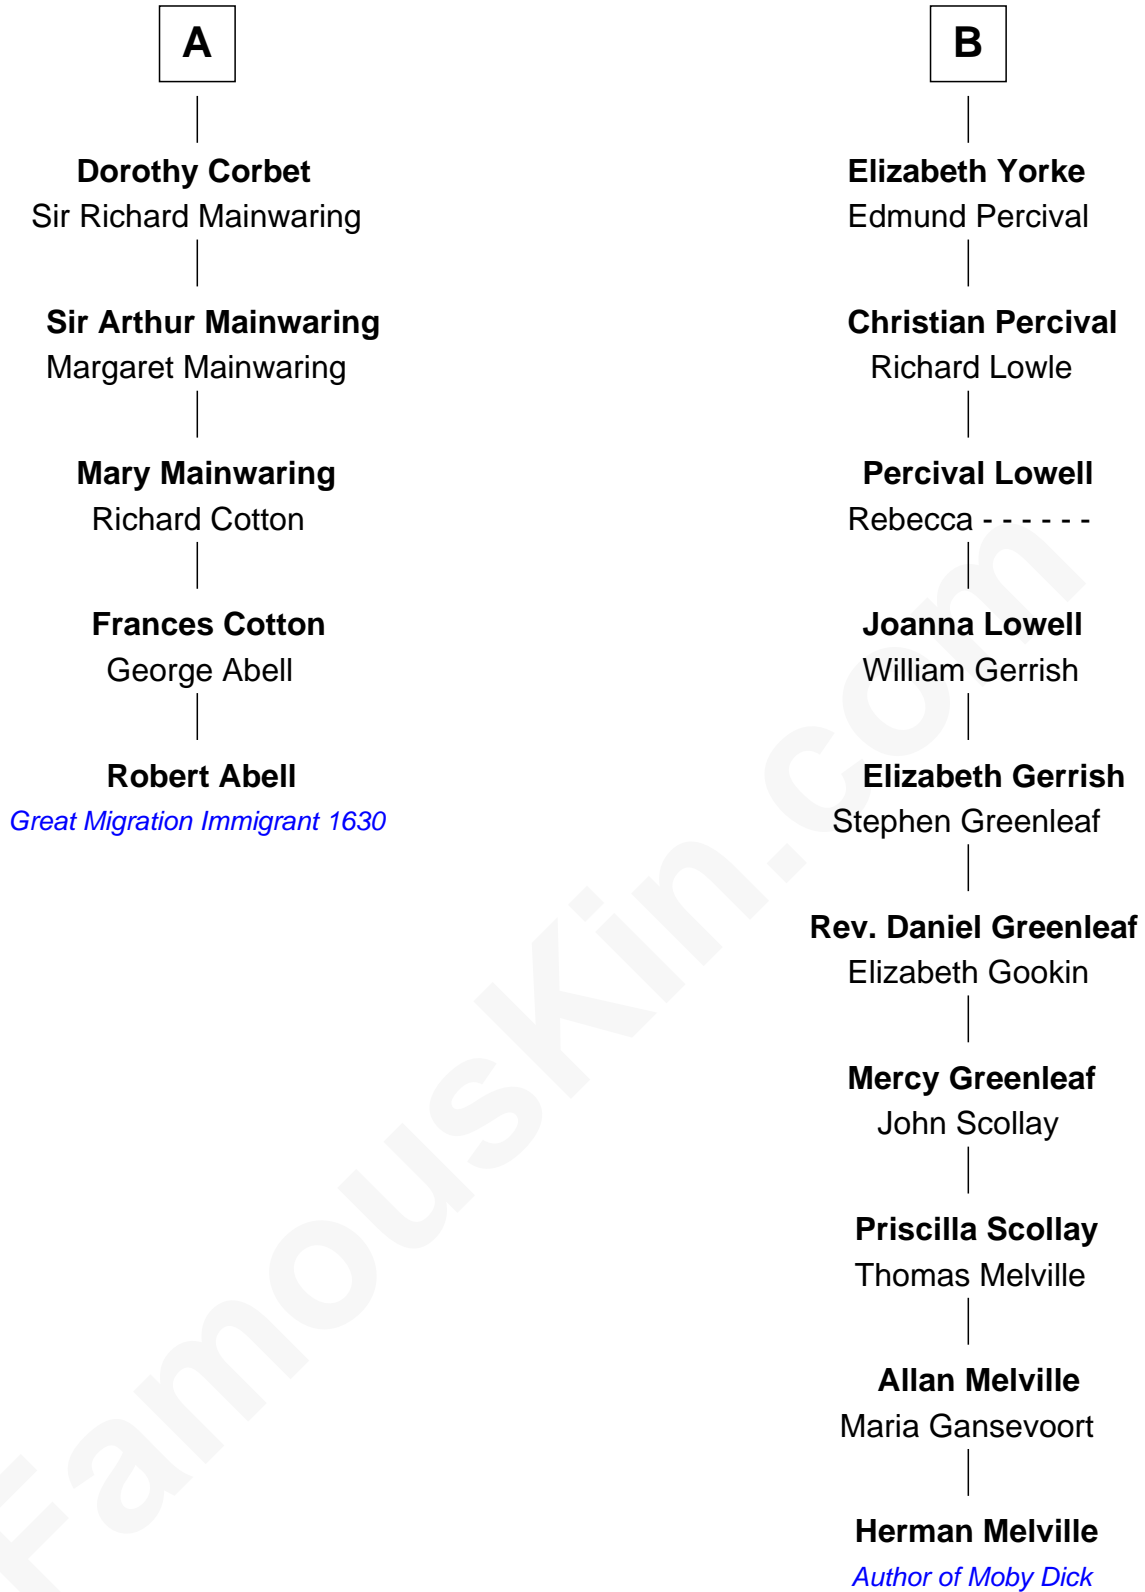 A
Dorothy Corbet
Sir Richard Mainwaring
Sir Arthur Mainwaring
Margaret Mainwaring
Mary Mainwaring
Richard Cotton
Frances Cotton
George Abell
Robert Abell
Great Migration Immigrant 1630
B
Elizabeth Yorke
Edmund Percival
Christian Percival
Richard Lowle
Percival Lowell
Rebecca - - - - - -
Joanna Lowell
William Gerrish
Elizabeth Gerrish
Stephen Greenleaf
Rev. Daniel Greenleaf
Elizabeth Gookin
Mercy Greenleaf
John Scollay
Priscilla Scollay
Thomas Melville
Allan Melville
Maria Gansevoort
Herman Melville
Author of Moby Dick
FamousKin.com